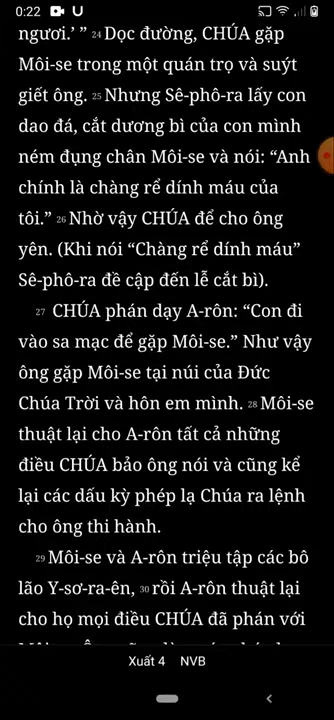 0:22
ngươi.’ ” 24 Dọc đường, CHÚA gặp
Môi-se trong một quán trọ và suýt
giết ông. 25 Nhưng Sê-phô-ra lấy con
dao đá, cắt dương bì của con mình
ném đụng chân Môi-se và nói: “Anh
chính là chàng rể dính máu của
tôi.” 26 Nhờ vậy CHÚA để cho ông
yên. (Khi nói “Chàng rể dính máu”
Sê-phô-ra đề cập đến lễ cắt bì).
27 CHÚA phán dạy A-rôn: “Con đi
vào sa mạc để gặp Môi-se.” Như vậy
ông gặp Môi-se tại núi của Đức
Chúa Trời và hôn em mình. 28 Môi-se
thuật lại cho A-rôn tất cả những
điều CHÚA bảo ông nói và cũng kể
lại các dấu kỳ phép lạ Chúa ra lệnh
cho ông thi hành.
29 Môi-se và A-rôn triệu tập các bô
lão Y-sơ-ra-ên, 30 rồi A-rôn thuật lại
cho họ mọi điều CHÚA đã phán với
Xuất 4 NVB